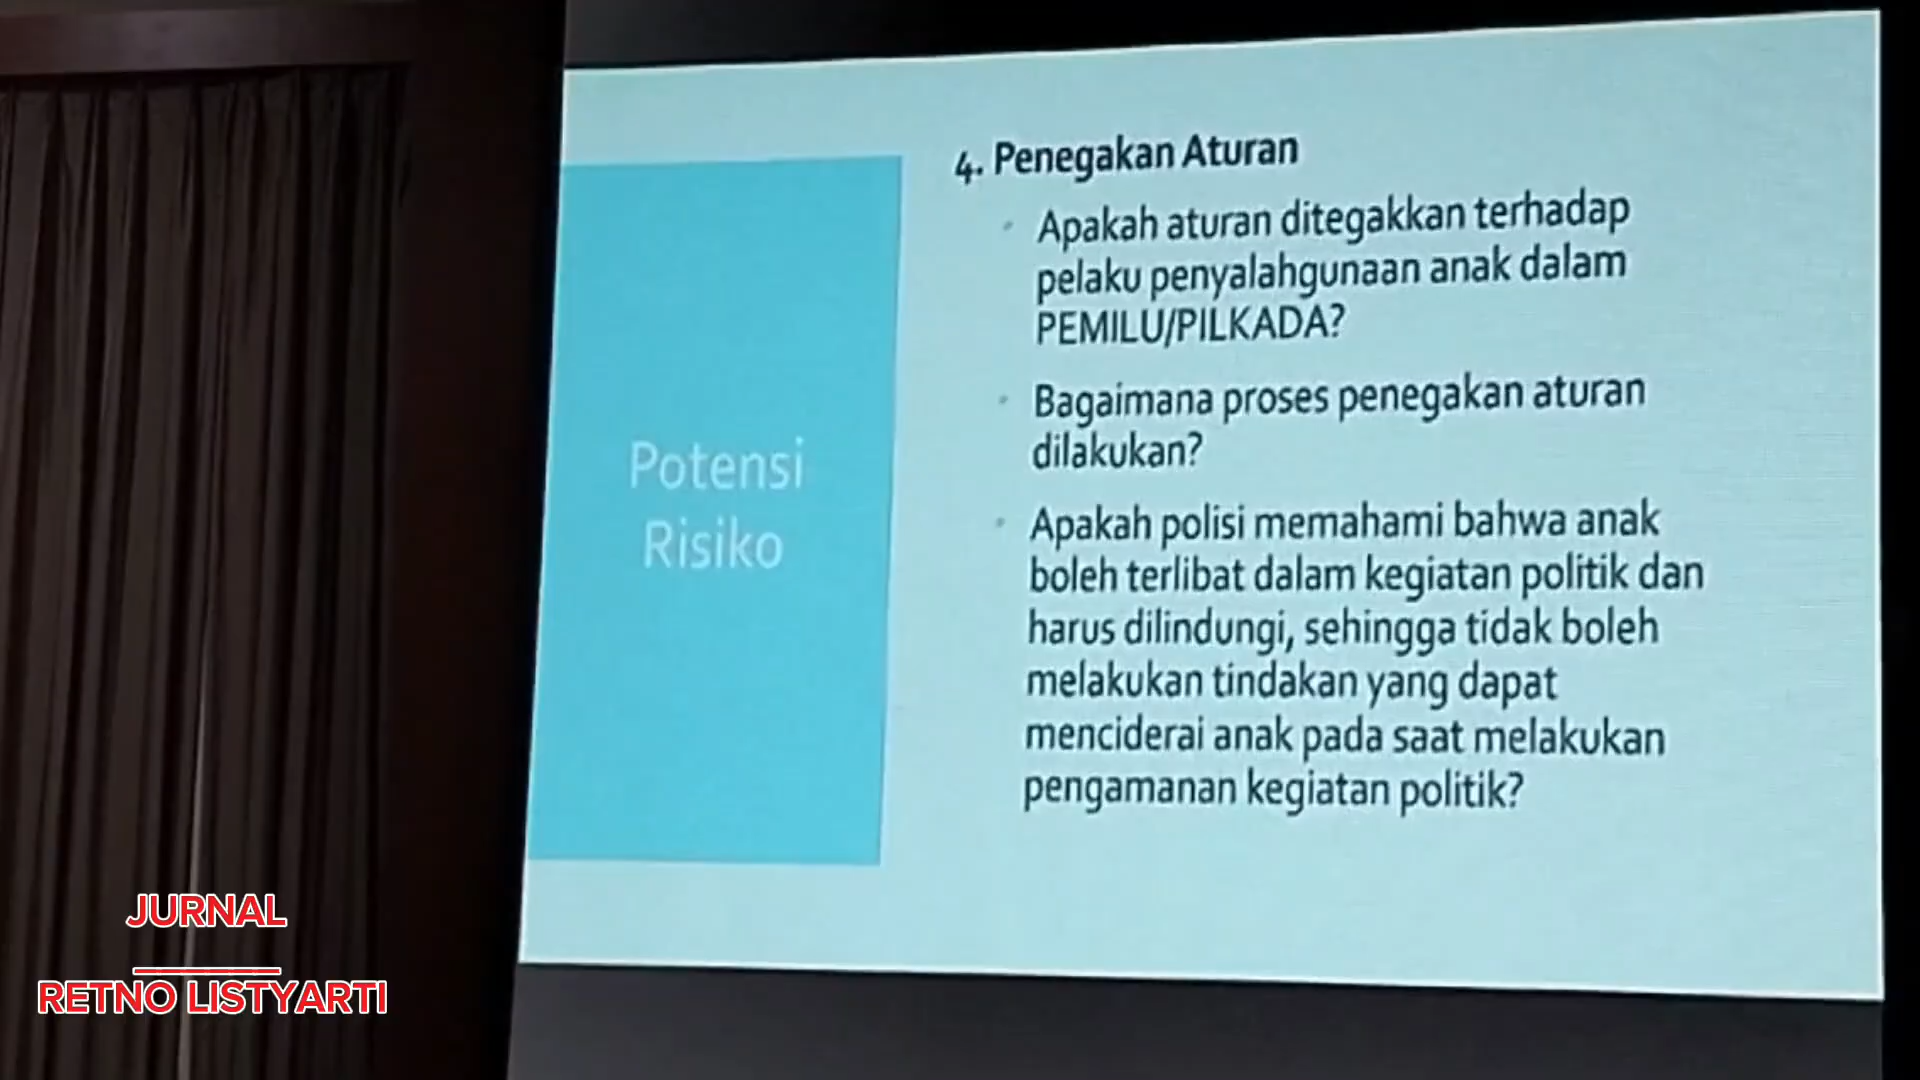 4. Penegakan Aturan
Apakah aturan ditegakkan terhadap
pelaku penyalahgunaan anak dalam
PEMILU/PILKADA?
Bagaimana proses penegakan aturan
dilakukan?
Apakah polisi memahami bahwa anak
boleh terlibat dalam kegiatan politik dan
harus dilindungi, sehingga tidak boleh
melakukan tindakan yang dapat
menciderai anak pada saat melakukan
pengamanan kegiatan politik?
Potensi
Risiko
JURNAL
RETNO LISTYARTI